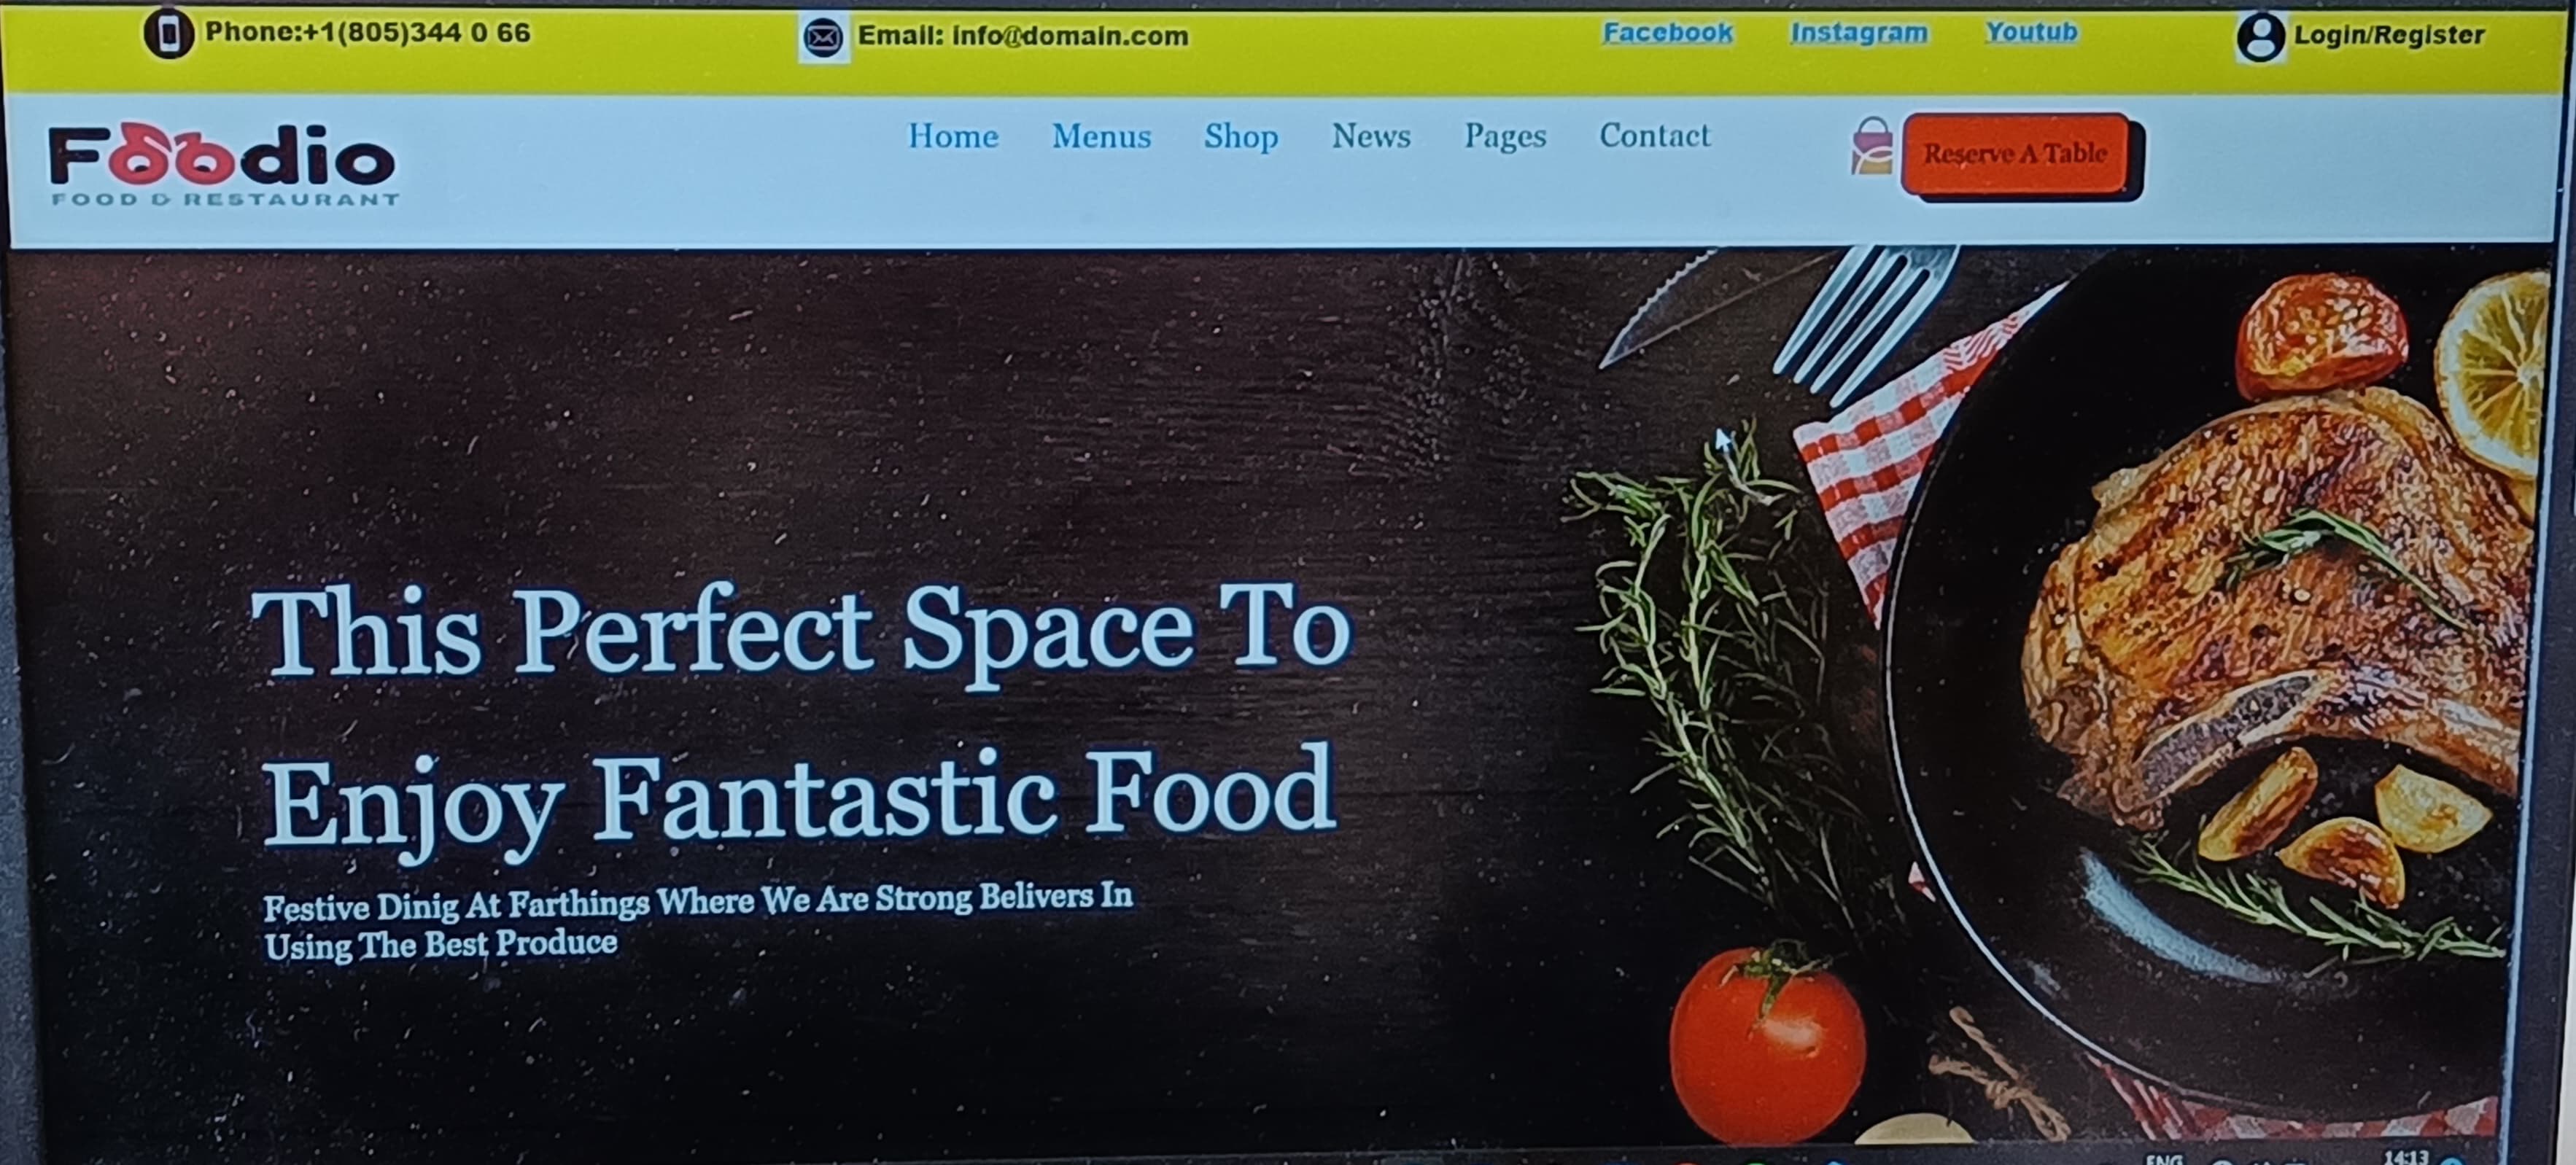 Phone:+1(805)344 0 66
Email: info@domain.com
Facebook Instagram Youtub
Login/Register
Foodio
FOOD & RESTAURANT
Home Menus Shop News Pages Contact
Reserve A Table
This Perfect Space To
Enjoy Fantastic Food
Festive Dinig At Farthings Where We Are Strong Belivers In
Using The Best Produce
ENG
14:13